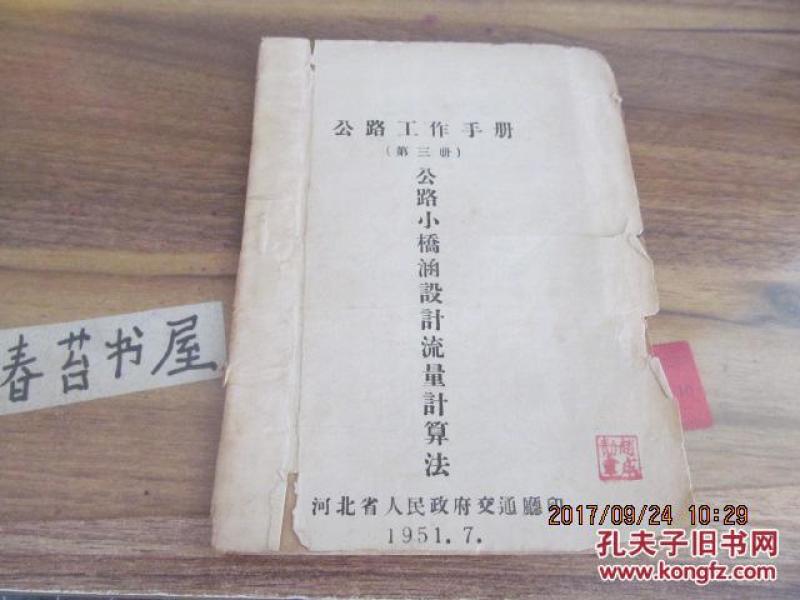 公路工作手册
(第三册)
公路小橋涵設計流量計算法
河北省人民政府交通廳印
1951.7.
春苔书屋
2017/09/24 10:29
孔夫子旧书网
www.kongfz.com